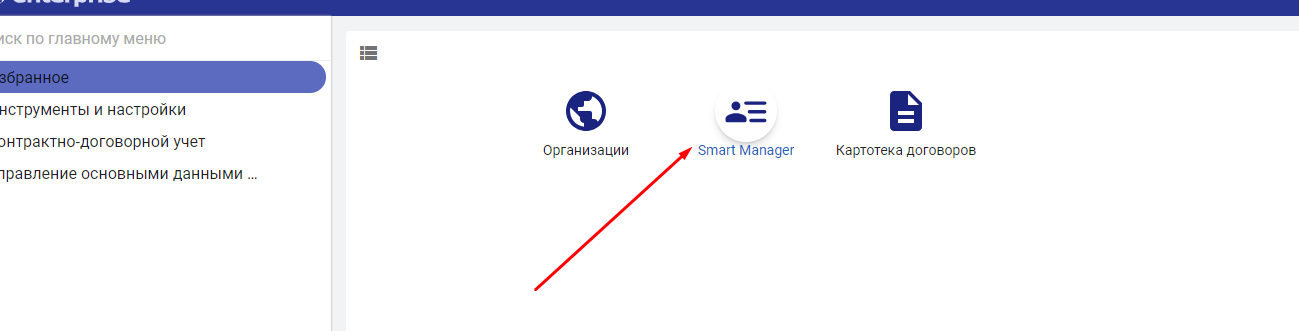 enterprise
иск по главному меню
збранное
нструменты и настройки
онтрактно-договорной учет
правление основными данными ...
Организации
Smart Manager
Картотека договоров